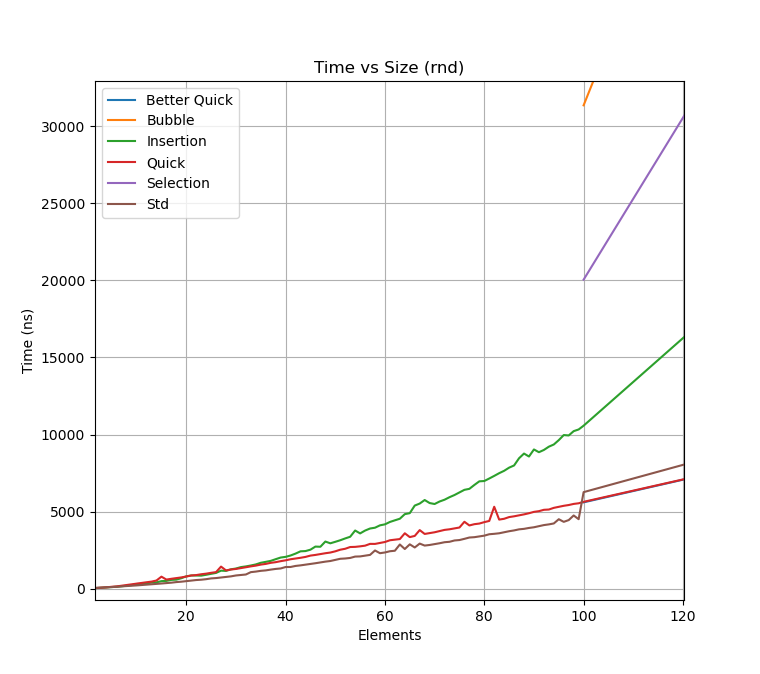 Time vs Size (rnd)
Better Quick
Bubble
Insertion
Quick
Selection
Std
30000
25000
20000
15000
10000
5000
0
Time (ns)
20 40 60 80 100 120
Elements